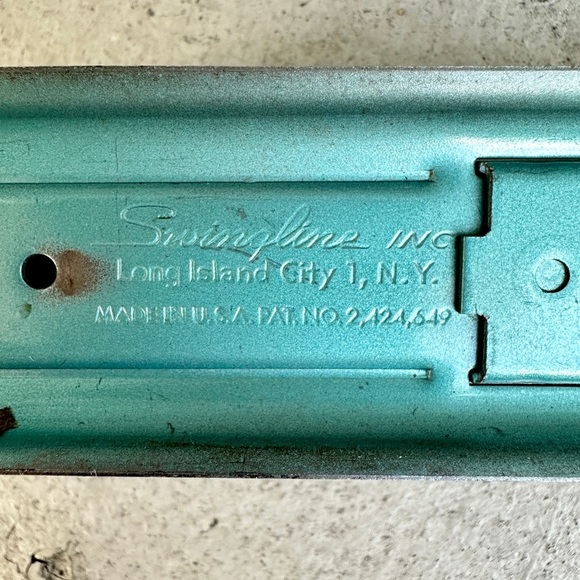 Swingline INC
Long Island City 1, N.Y.
MADE IN U.S.A. PAT. NO. 2,424,649